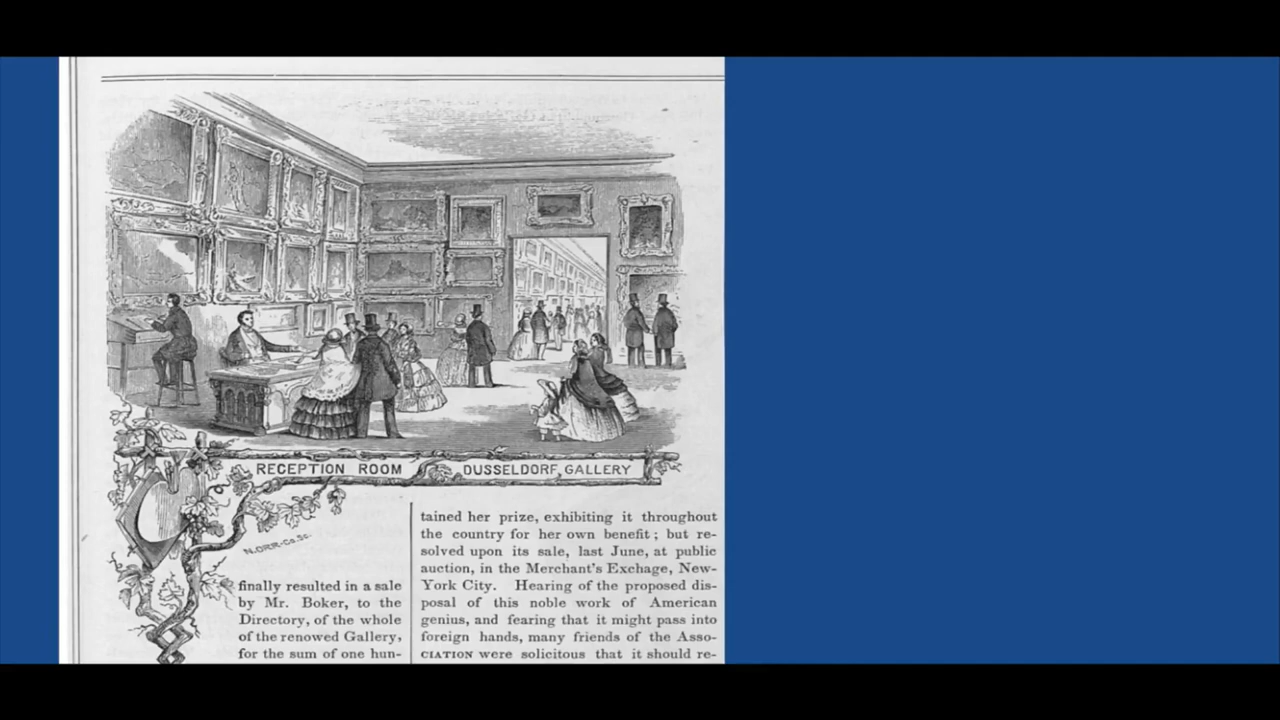 RECEPTION ROOM DUSSELDORF GALLERY
N. ORR-Co. Sc.
finally resulted in a sale
by Mr. Boker, to the
Directory, of the whole
of the renowed Gallery,
for the sum of one hun-
tained her prize, exhibiting it throughout
the country for her own benefit; but re-
solved upon its sale, last June, at public
auction, in the Merchant's Exchage, New-
York City. Hearing of the proposed dis-
posal of this noble work of American
genius, and fearing that it might pass into
foreign hands, many friends of the Asso-
CIATION were solicitous that it should re-